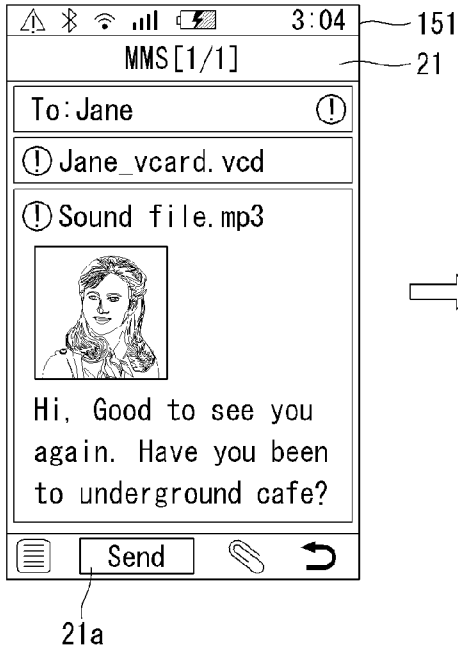 3:04
151
MMS[1/1]
21
To:Jane
Jane_vcard.vcd
Sound file.mp3
Hi, Good to see you
again. Have you been
to underground cafe?
Send
21a